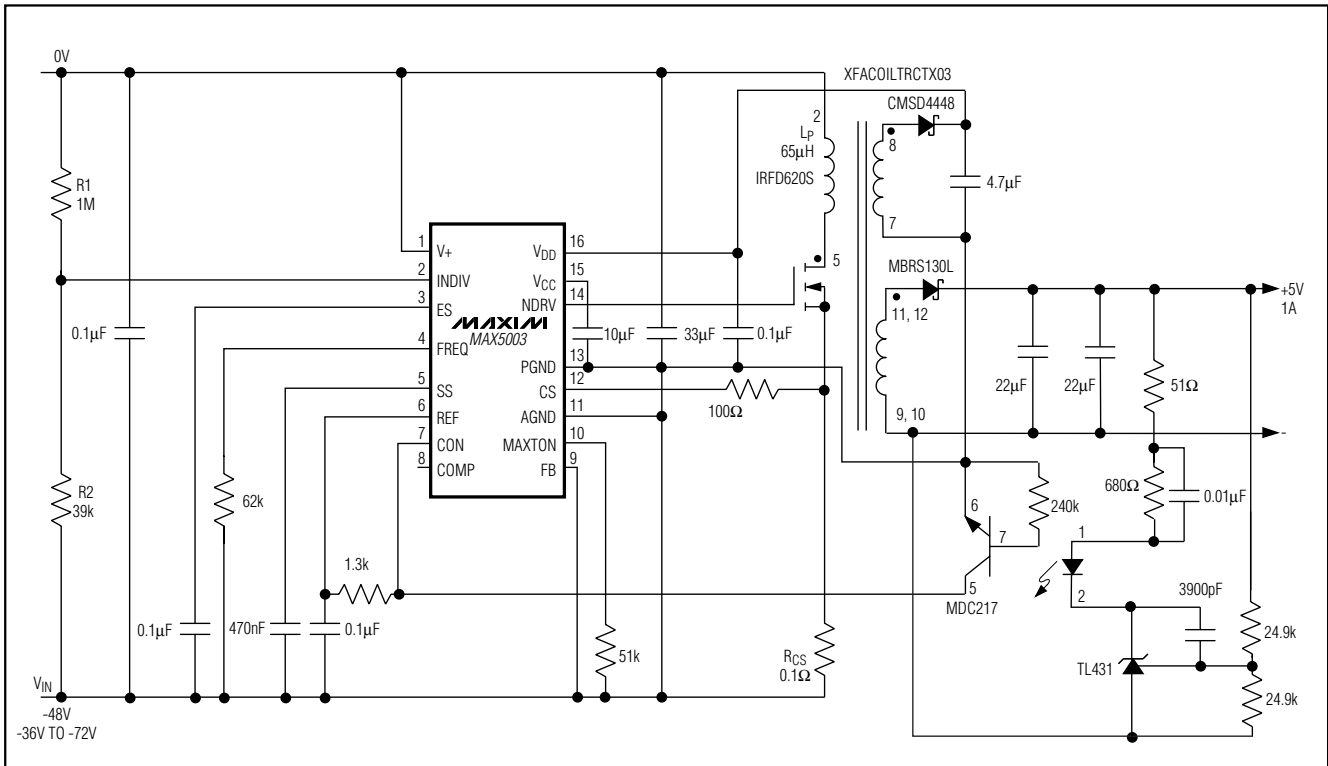 0V
XFACOILTRCTX03
CMSD4448
2
LP
65µH
IRFD620S
8
4.7µF
7
R1
1M
1
V+
2
INDIV
3
ES
4
FREQ
5
SS
6
REF
7
CON
8
COMP
MAXIM
MAX5003
VDD
16
VCC
15
NDRV
14
PGND
13
CS
12
AGND
11
MAXTON
10
FB
9
5
MBRS130L
11, 12
+5V
1A
0.1µF
10µF
33µF
0.1µF
22µF
22µF
51Ω
100Ω
9, 10
-
R2
39k
62k
680Ω
0.01µF
240k
6
7
5
MDC217
1
2
3900pF
24.9k
1.3k
0.1µF
470nF
0.1µF
51k
RCS
0.1Ω
TL431
24.9k
VIN
-48V
-36V TO -72V